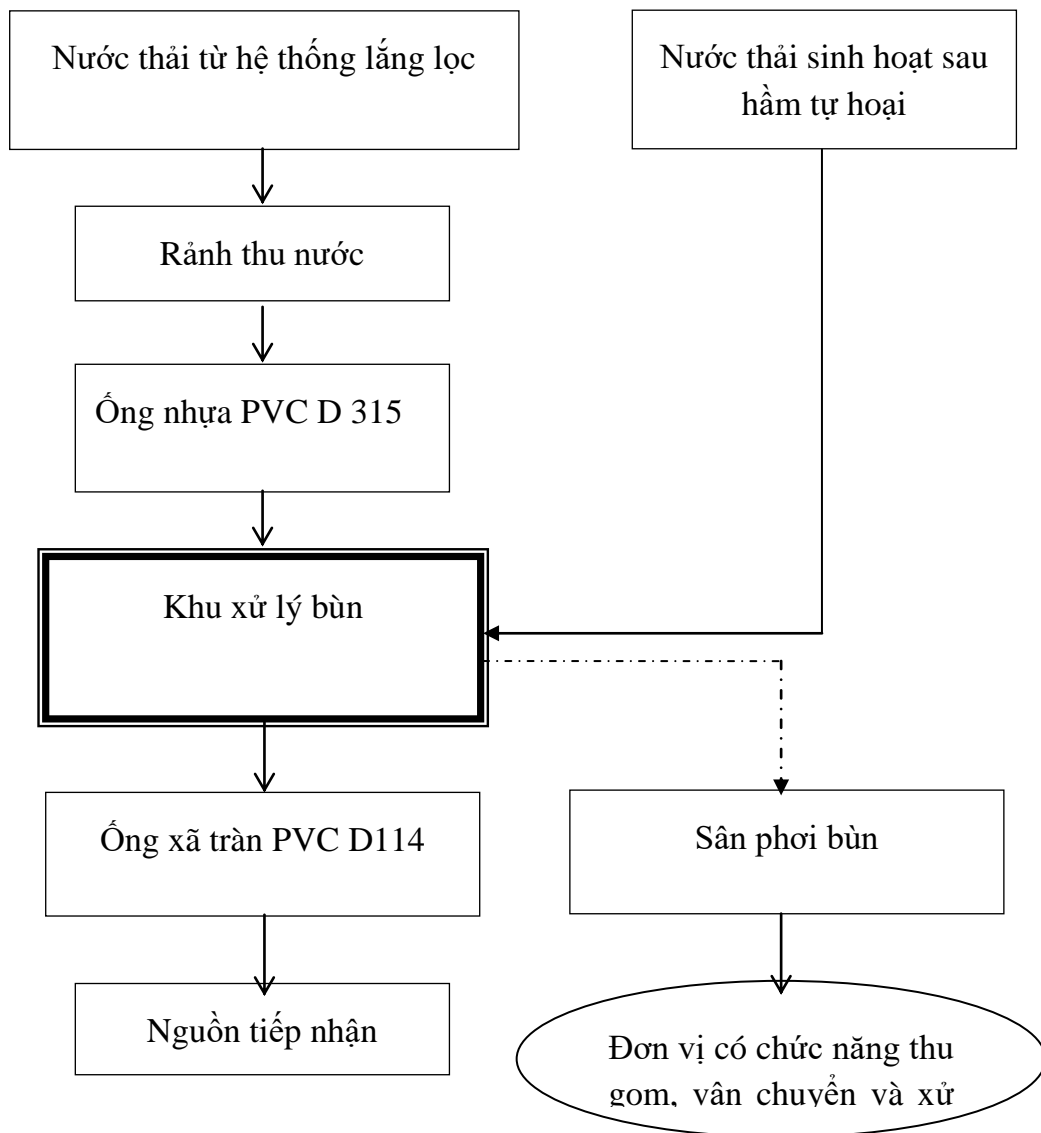 Nước thải từ hệ thống lắng lọc
Nước thải sinh hoạt sau
hầm tự hoại
Rảnh thu nước
Ống nhựa PVC D 315
Khu xử lý bùn
Ống xã tràn PVC D114
Sân phơi bùn
Nguồn tiếp nhận
Đơn vị có chức năng thu
gom, vân chuyển và xử